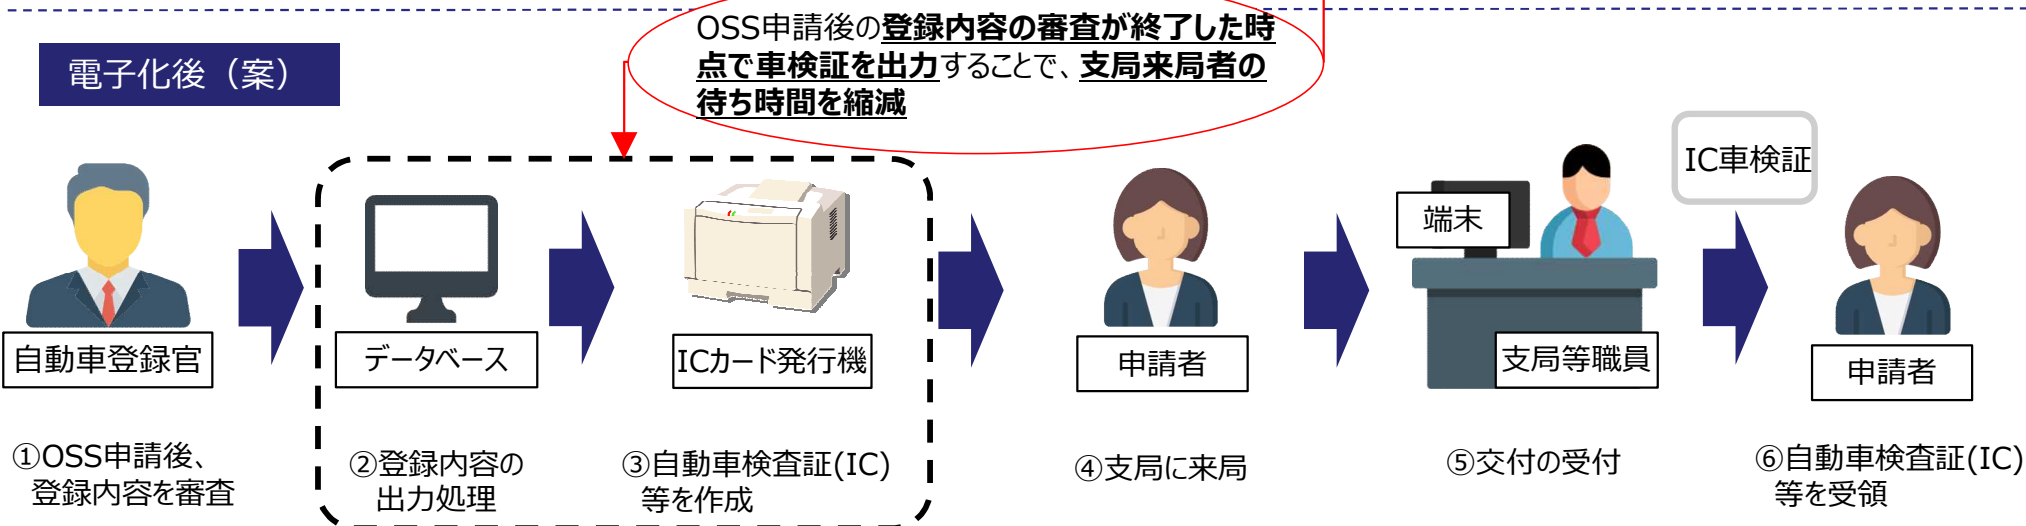 OSS申請後の登録内容の審査が終了した時
点で車検証を出力することで、支局来局者の
待ち時間を縮減
電子化後（案）
IC車検証
端末
自動車登録官
データベース
ICカード発行機
申請者
支局等職員
申請者
①OSS申請後、
登録内容を審査
②登録内容の
出力処理
③自動車検査証(IC)
等を作成
④支局に来局
⑤交付の受付
⑥自動車検査証(IC)
等を受領